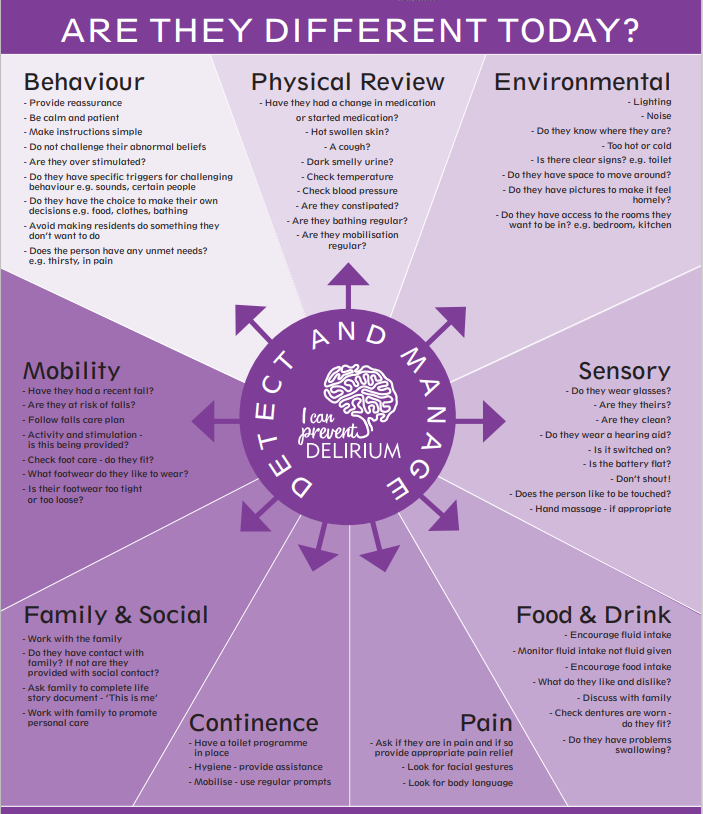 ARE THEY DIFFERENT TODAY?
Behaviour
- Provide reassurance
- Be calm and patient
- Make instructions simple
- Do not challenge their abnormal beliefs
- Are they over stimulated?
- Do they have specific triggers for challenging
behaviour e.g. sounds, certain people
- Do they have the choice to make their own
decisions e.g. food, clothes, bathing
- Avoid making residents do something they
don't want to do
- Does the person have any unmet needs?
e.g. thirsty, in pain
Physical Review
- Have they had a change in medication
or started medication?
- Hot swollen skin?
- A cough?
- Dark smelly urine?
- Check temperature
- Check blood pressure
- Are they constipated?
- Are they bathing regular?
- Are they mobilisation
regular?
Environmental
- Lighting
- Noise
- Do they know where they are?
- Too hot or cold
- Is there clear signs? e.g. toilet
- Do they have space to move around?
- Do they have pictures to make it feel
homely?
- Do they have access to the rooms they
want to be in? e.g. bedroom, kitchen
DETECT AND MANAGE
I can
prevent
DELIRIUM
Mobility
- Have they had a recent fall?
- Are they at risk of falls?
- Follow falls care plan
- Activity and stimulation -
is this being provided?
- Check foot care - do they fit?
- What footwear do they like to wear?
- Is their footwear too tight
or too loose?
Sensory
- Do they wear glasses?
- Are they theirs?
- Are they clean?
- Do they wear a hearing aid?
- Is it switched on?
- Is the battery flat?
- Don't shout!
- Does the person like to be touched?
- Hand massage - if appropriate
Family & Social
- Work with the family
- Do they have contact with
family? If not are they
provided with social contact?
- Ask family to complete life
story document - 'This is me'
- Work with family to promote
personal care
Continence
- Have a toilet programme
in place
- Hygiene - provide assistance
- Mobilise - use regular prompts
Pain
- Ask if they are in pain and if so
provide appropriate pain relief
- Look for facial gestures
- Look for body language
Food & Drink
- Encourage fluid intake
- Monitor fluid intake not fluid given
- Encourage food intake
- What do they like and dislike?
- Discuss with family
- Check dentures are worn -
do they fit?
- Do they have problems
swallowing?